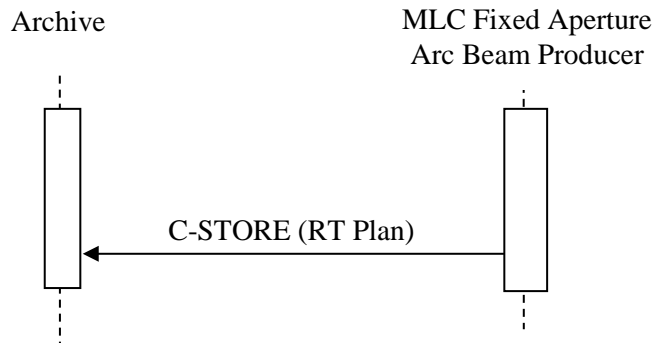 Archive
MLC Fixed Aperture
Arc Beam Producer
C-STORE (RT Plan)